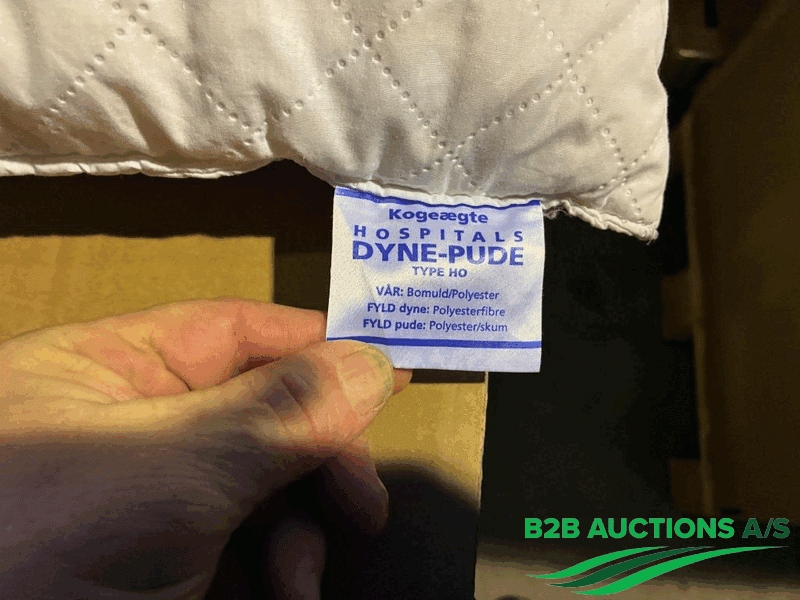 Kogeægte
HOSPITALS
DYNE-PUDE
TYPE HO
VÅR: Bomuld/Polyester
FYLD dyne: Polyesterfibre
FYLD pude: Polyester/skum
B2B AUCTIONS A/S